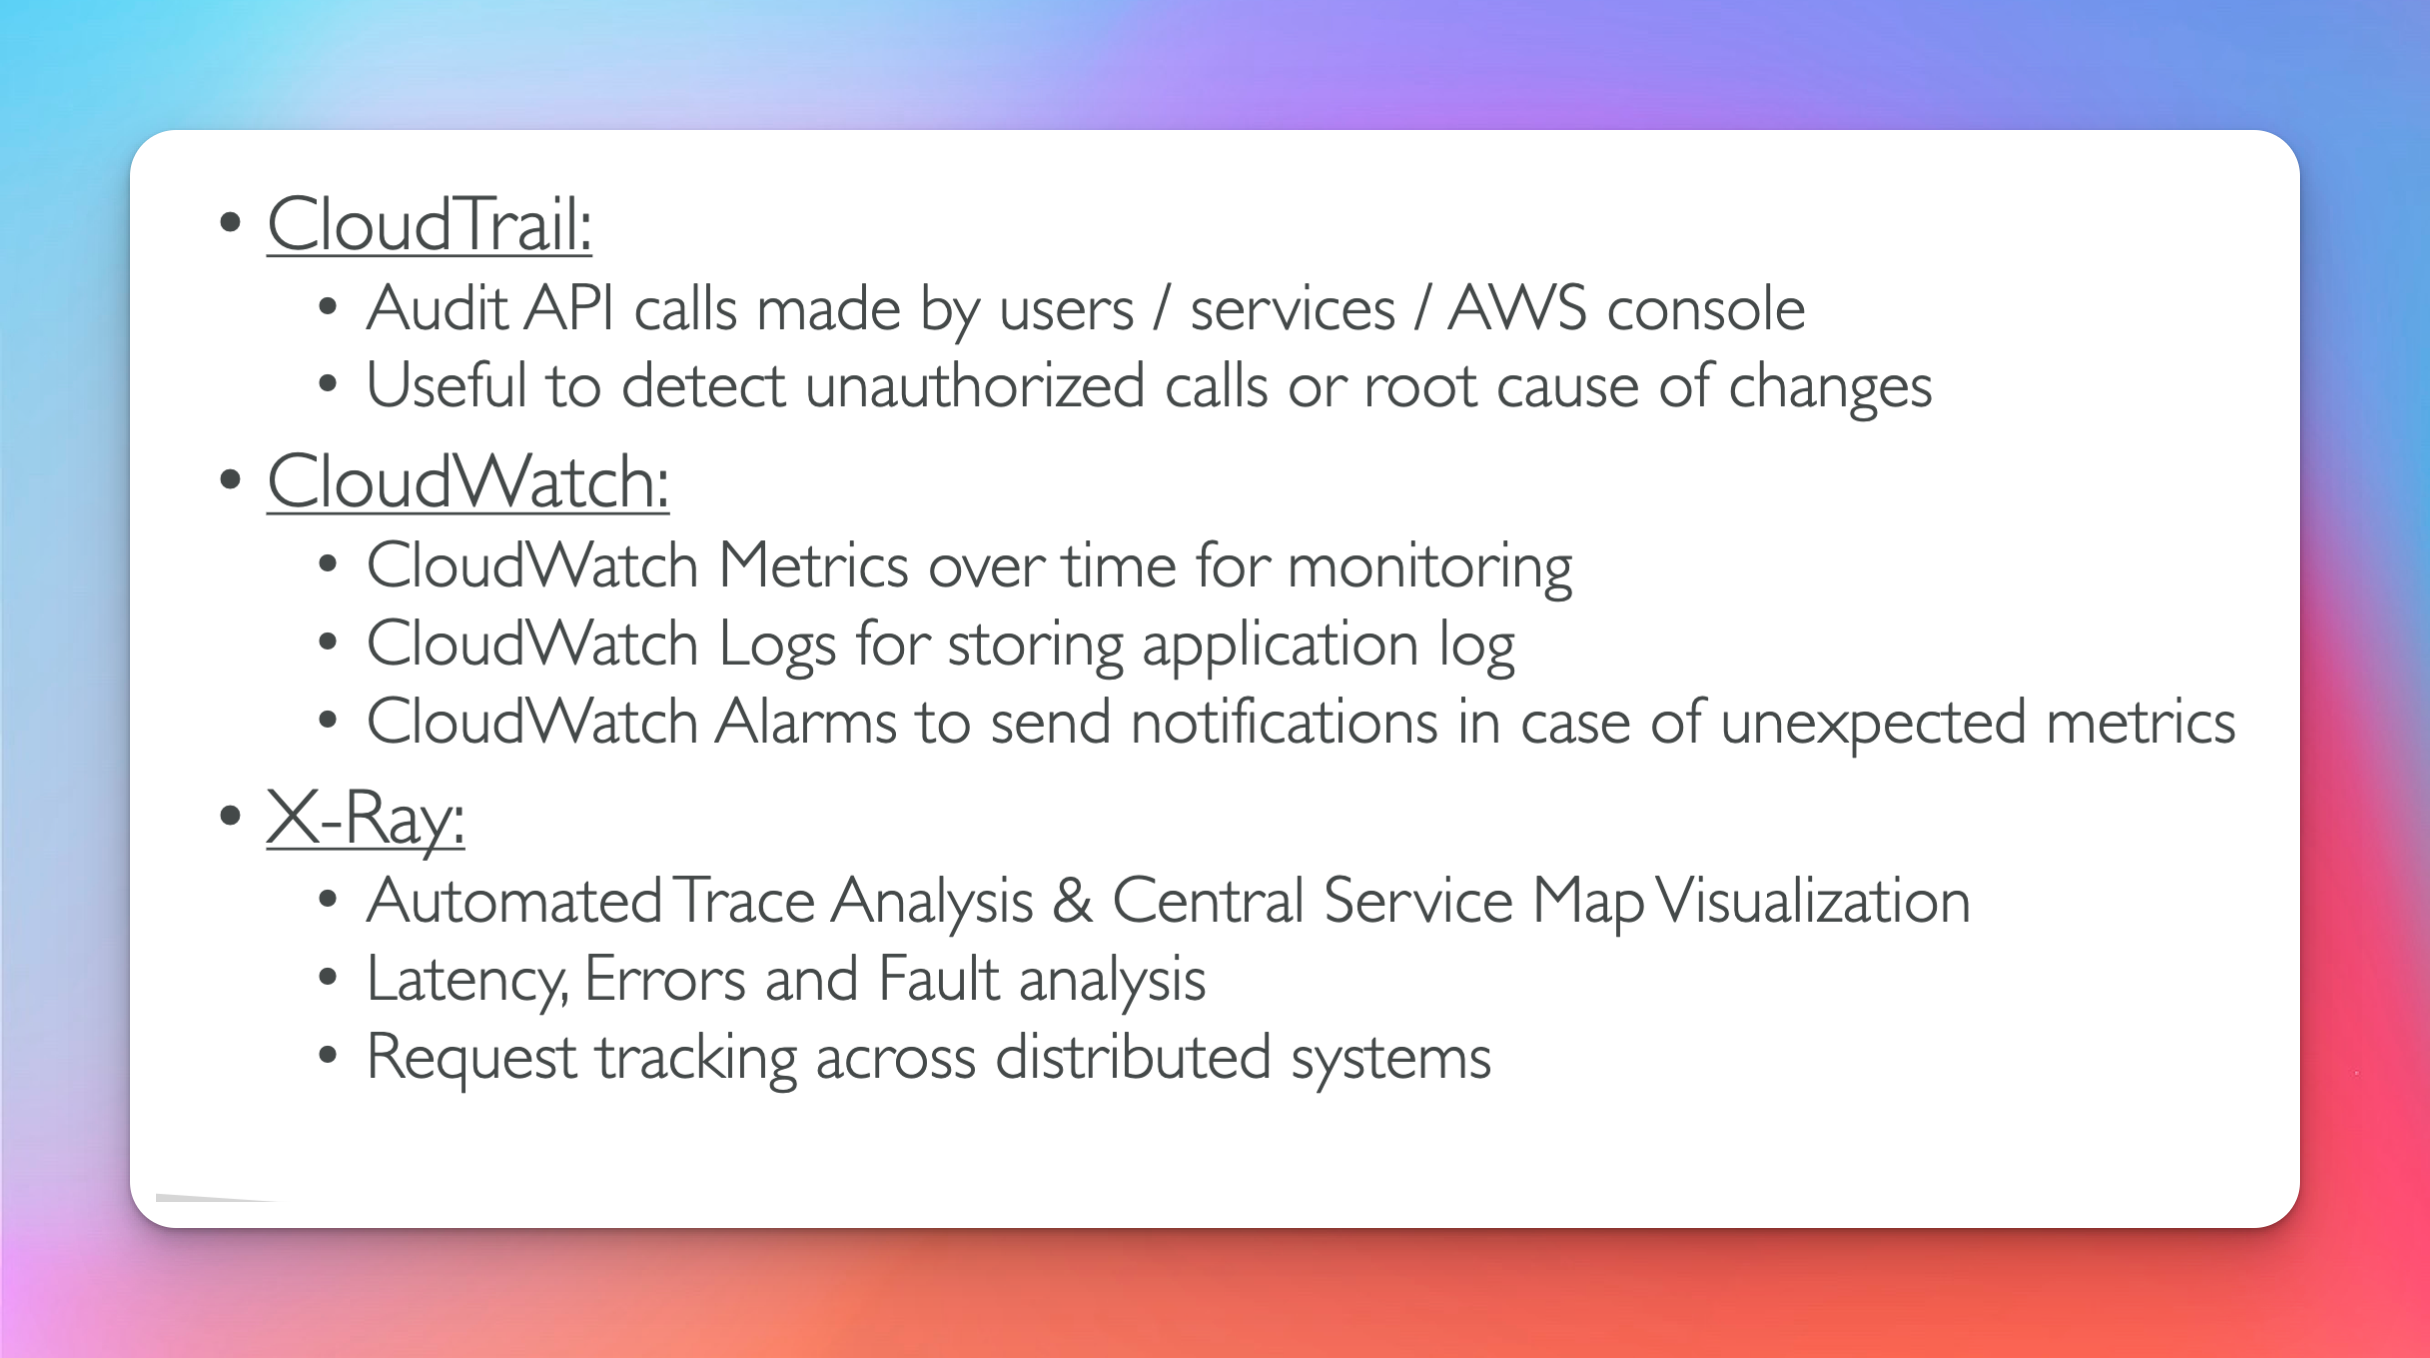 • CloudTrail:
• Audit API calls made by users / services / AWS console
• Useful to detect unauthorized calls or root cause of changes
• CloudWatch:
• CloudWatch Metrics over time for monitoring
• CloudWatch Logs for storing application log
• CloudWatch Alarms to send notifications in case of unexpected metrics
• X-Ray:
• Automated Trace Analysis & Central Service Map Visualization
• Latency, Errors and Fault analysis
• Request tracking across distributed systems